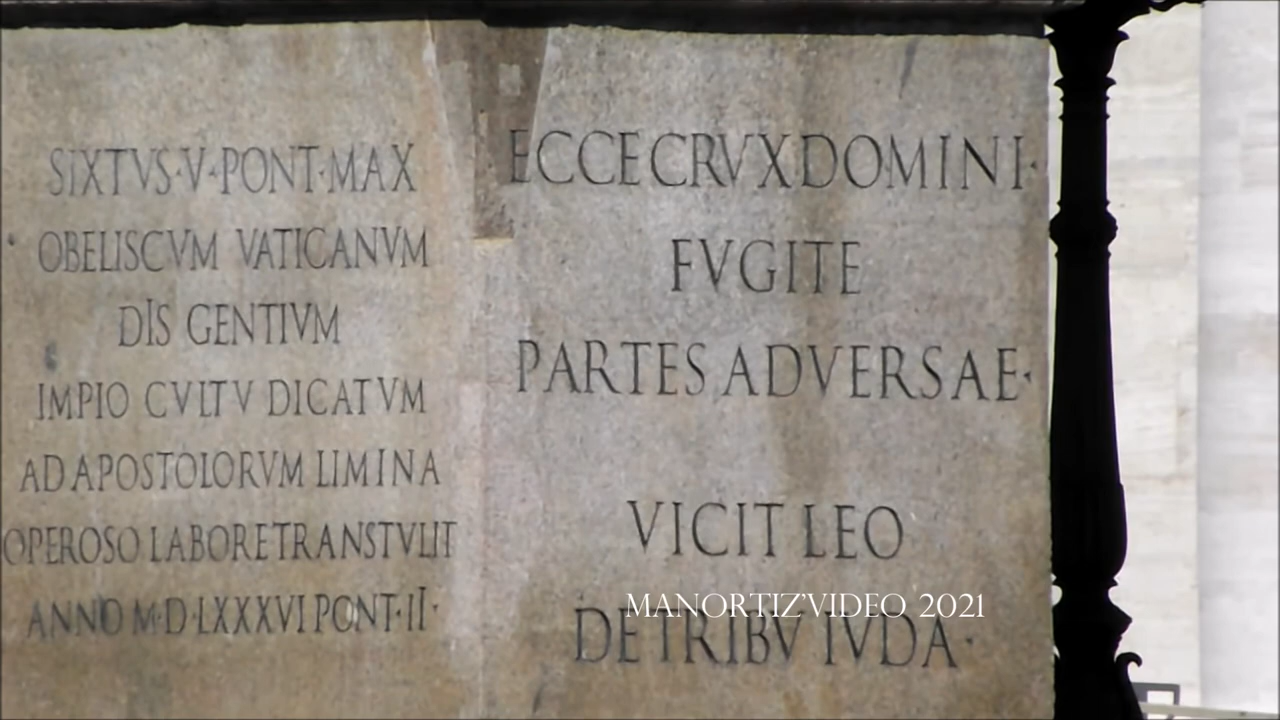 SIXTVS·V·PONT·MAX
OBELISCVM VATICANVM
DIS GENTIVM
IMPIO CVLTV DICATVM
AD APOSTOLORVM LIMINA
OPEROSO LABORE TRANSTVLIT
ANNO M·D·LXXXVI PONT·II·
ECCE CRVX DOMINI·
FVGITE
PARTES ADVERSAE·
VICIT LEO
DE TRIBV IVDA·
MANORTIZ'VIDEO 2021